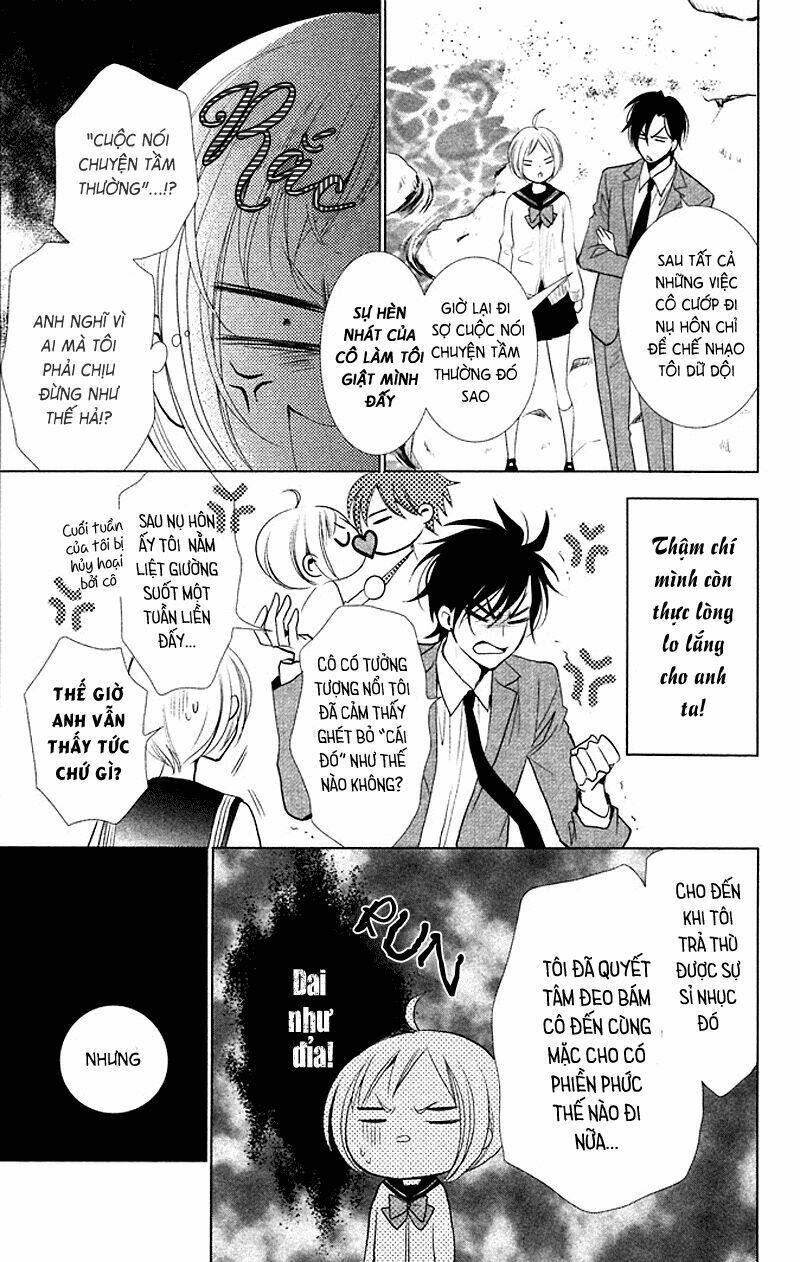 SAU TẤT CẢ
NHỮNG VIỆC
CÔ CƯỚP ĐI
NỤ HÔN CHỈ
ĐỂ CHẾ NHẠO
TÔI DỮ DỘI
GIỜ LẠI ĐI
SỢ CUỘC NÓI
CHUYỆN TẦM
THƯỜNG ĐÓ
SAO
SỰ HÈN
NHÁT CỦA
CÔ LÀM TÔI
GIẬT MÌNH
ĐẤY
Rắc
“CUỘC NÓI
CHUYỆN TẦM
THƯỜNG”...!?
ANH NGHĨ VÌ
AI MÀ TÔI
PHẢI CHỊU
ĐỪNG NHƯ
THẾ HẢ!?
Thậm chí
mình còn
thực lòng
lo lắng
cho anh
ta!
CÔ CÓ TƯỞNG
TƯỢNG NỔI TÔI
ĐÃ CẢM THẤY
GHÉT BỎ “CÁI
ĐÓ” NHƯ THẾ
NÀO KHÔNG?
SAU NỤ HÔN
ẤY TÔI NẰM
LIỆT GIƯỜNG
SUỐT MỘT
TUẦN LIỀN
ĐẤY...
Cuối tuần
của tôi bị
hủy hoại
bởi cô
THẾ GIỜ
ANH VẪN
THẤY TỨC
CHỨ GÌ?
CHO ĐẾN
KHI TÔI
TRẢ THÙ
ĐƯỢC SỰ
SỈ NHỤC
ĐÓ
TÔI ĐÃ QUYẾT
TÂM ĐEO BÁM
CÔ ĐẾN CÙNG
MẶC CHO CÓ
PHIỀN PHỨC
THẾ NÀO ĐI
NỮA...
RUN
Dai
như
đỉa!
NHƯNG